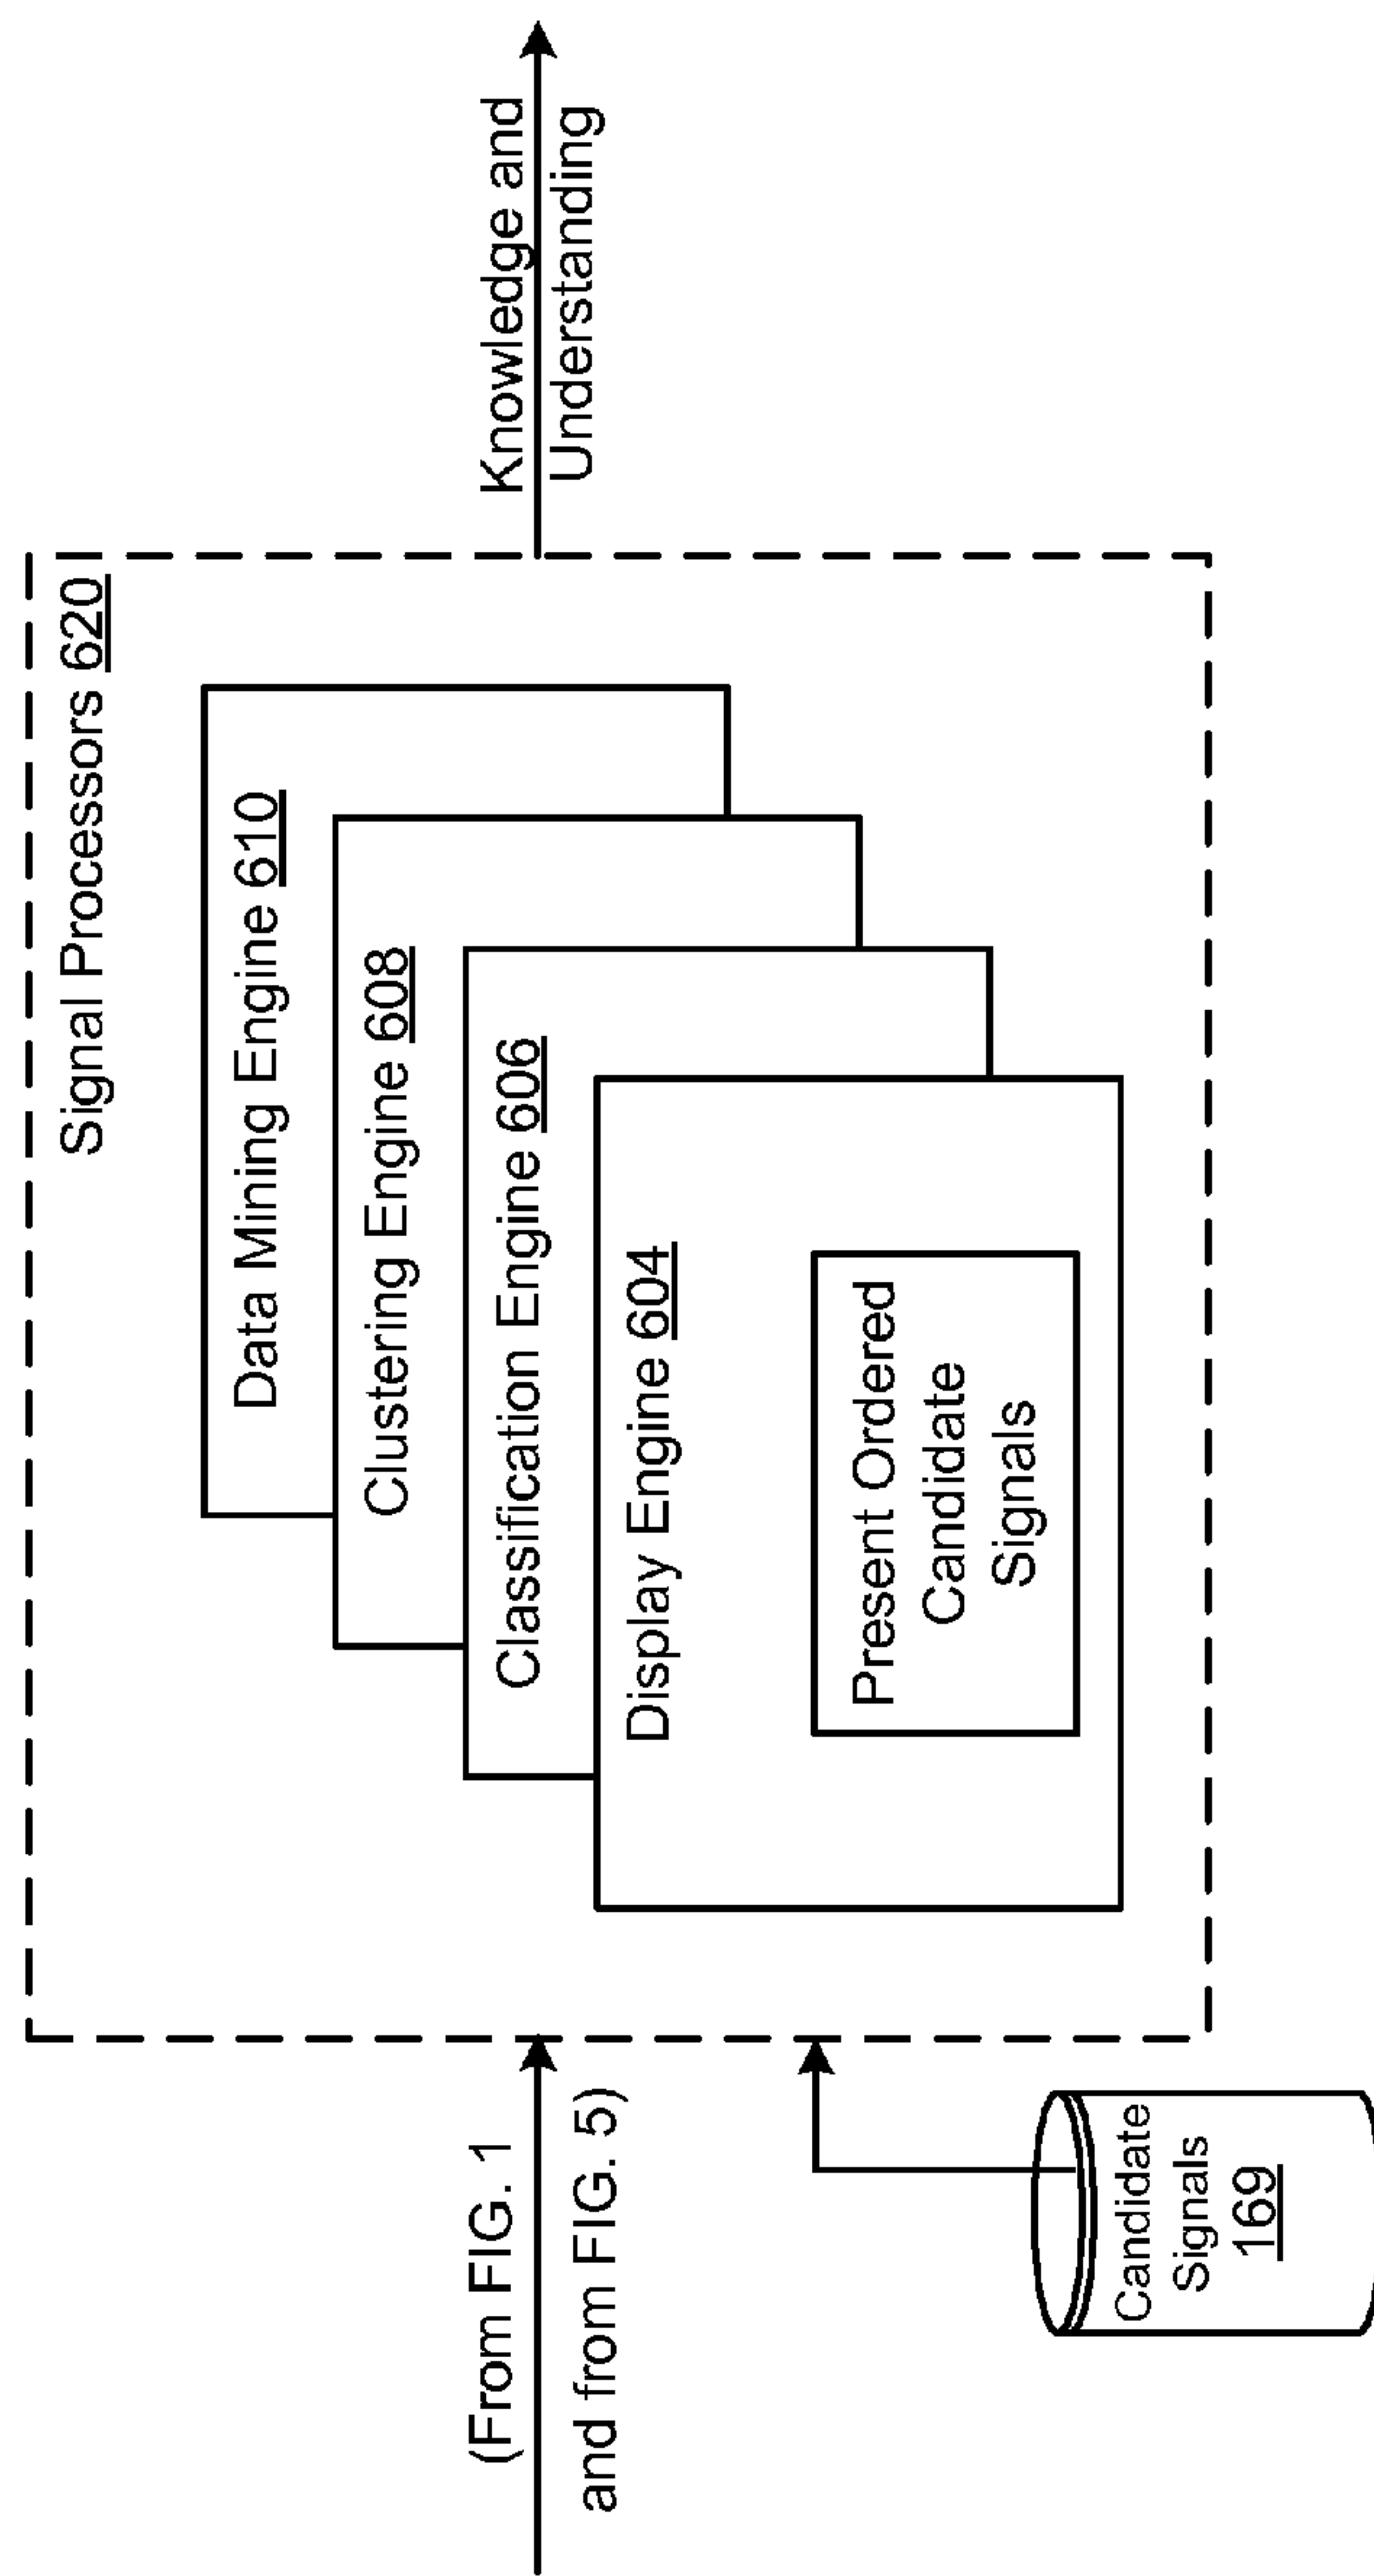 (From FIG. 1
and from FIG. 5)
Candidate
Signals
169
Signal Processors 620
Data Mining Engine 610
Clustering Engine 608
Classification Engine 606
Display Engine 604
Present Ordered
Candidate
Signals
Knowledge and
Understanding